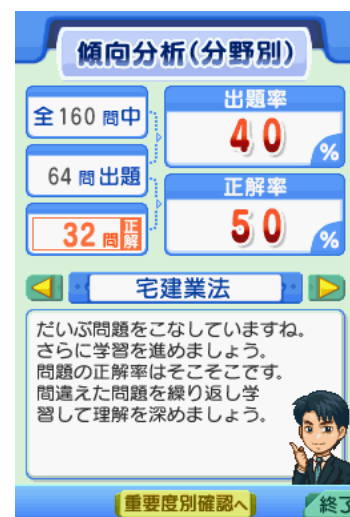 傾向分析(分野別)
全160問中
64問出題
32問正解
出題率
40%
正解率
50%
宅建業法
だいぶ問題をこなしていますね。
さらに学習を進めましょう。
問題の正解率はそこそこです。
間違えた問題を繰り返し学
習して理解を深めましょう。
重要度別確認へ
終了